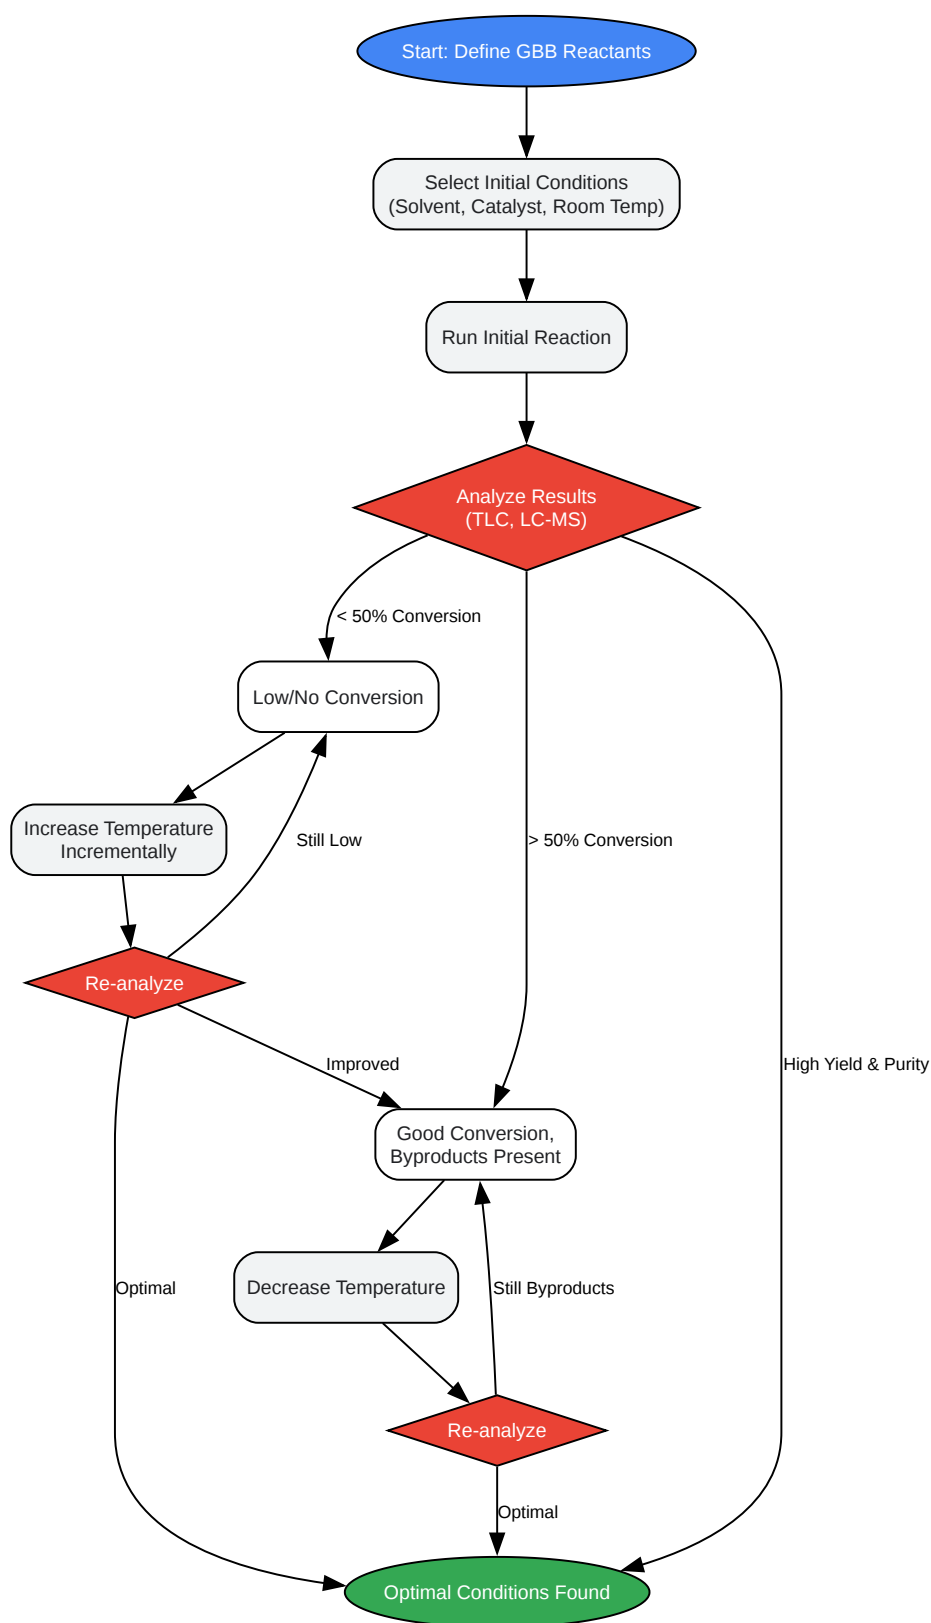 Start: Define GBB Reactants
Select Initial Conditions
(Solvent, Catalyst, Room Temp)
Run Initial Reaction
Analyze Results
(TLC, LC-MS)
< 50% Conversion
Low/No Conversion
Increase Temperature
Incrementally
Still Low
> 50% Conversion
Re-analyze
Improved
High Yield & Purity
Good Conversion,
Byproducts Present
Optimal
Decrease Temperature
Still Byproducts
Re-analyze
Optimal
Optimal Conditions Found